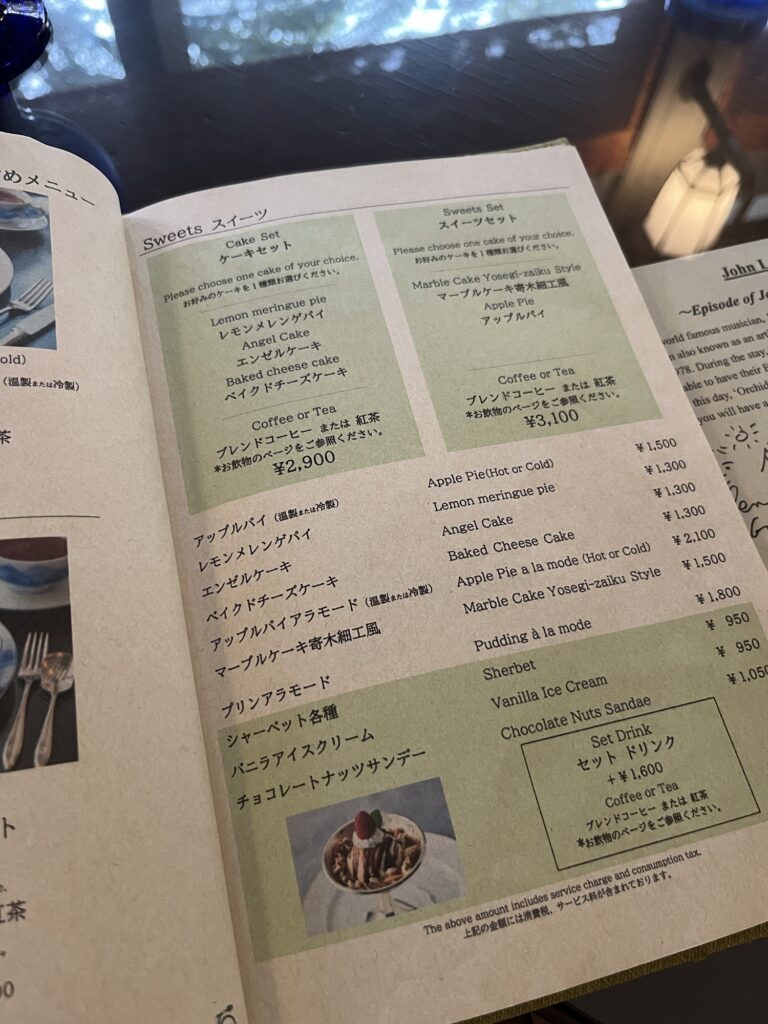 めメニュー
old)
（温製または冷製）
茶
ト
紅茶
00
Sweets スイーツ
Cake Set
ケーキセット
Please choose one cake of your choice.
お好みのケーキを1種類お選びください。
Lemon meringue pie
レモンメレンゲパイ
Angel Cake
エンゼルケーキ
Baked cheese cake
ベイクドチーズケーキ
Coffee or Tea
ブレンドコーヒー または 紅茶
*お飲物のページをご参照ください。
¥2,900
Sweets Set
スイーツセット
Please choose one cake of your choice.
お好みのケーキを1種類お選びください。
Marble Cake Yosegi-zaiku Style
マーブルケーキ寄木細工風
Apple Pie
アップルパイ
Coffee or Tea
ブレンドコーヒー または 紅茶
*お飲物のページをご参照ください。
¥3,100
アップルパイ（温製または冷製） Apple Pie(Hot or Cold) ¥1,500
レモンメレンゲパイ Lemon meringue pie ¥1,300
エンゼルケーキ Angel Cake ¥1,300
ベイクドチーズケーキ Baked Cheese Cake ¥1,300
アップルパイアラモード（温製または冷製） Apple Pie a la mode (Hot or Cold) ¥2,100
マーブルケーキ寄木細工風 Marble Cake Yosegi-zaiku Style ¥1,500
プリンアラモード Pudding à la mode ¥1,800
シャーベット各種 Sherbet ¥ 950
バニラアイスクリーム Vanilla Ice Cream ¥ 950
チョコレートナッツサンデー Chocolate Nuts Sandae ¥1,050
Set Drink
セット ドリンク
+¥1,600
Coffee or Tea
ブレンドコーヒー または 紅茶
*お飲物のページをご参照ください。
The above amount includes service charge and consumption tax.
上記の金額には消費税、サービス料が含まれております。
John L
~Episode of Jo
world famous musician,
n also known as an art
978. During the stay,
able to have their
this day, ‘Orchid
you will have a